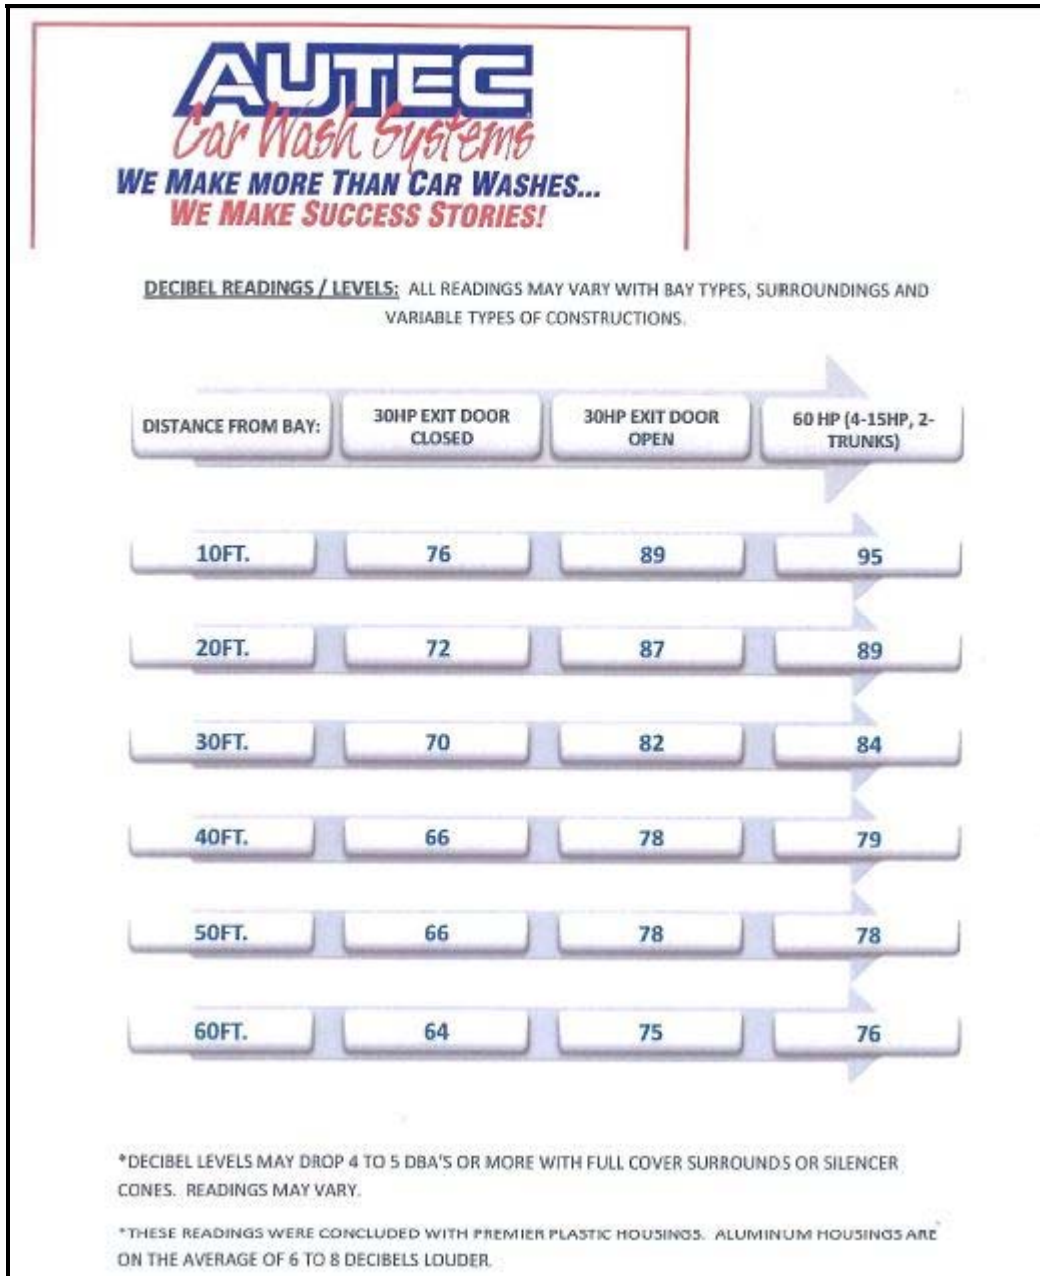 AUTEC
Car Wash Systems
WE MAKE MORE THAN CAR WASHES...
WE MAKE SUCCESS STORIES!
DECIBEL READINGS / LEVELS: ALL READINGS MAY VARY WITH BAY TYPES, SURROUNDINGS AND
VARIABLE TYPES OF CONSTRUCTIONS.
DISTANCE FROM BAY: 30HP EXIT DOOR CLOSED 30HP EXIT DOOR OPEN 60 HP (4-15HP, 2-TRUNKS)
10FT. 76 89 95
20FT. 72 87 89
30FT. 70 82 84
40FT. 66 78 79
50FT. 66 78 78
60FT. 64 75 76
*DECIBEL LEVELS MAY DROP 4 TO 5 DBA'S OR MORE WITH FULL COVER SURROUNDS OR SILENCER
CONES. READINGS MAY VARY.
*THESE READINGS WERE CONCLUDED WITH PREMIER PLASTIC HOUSINGS. ALUMINUM HOUSINGS ARE
ON THE AVERAGE OF 6 TO 8 DECIBELS LOUDER.